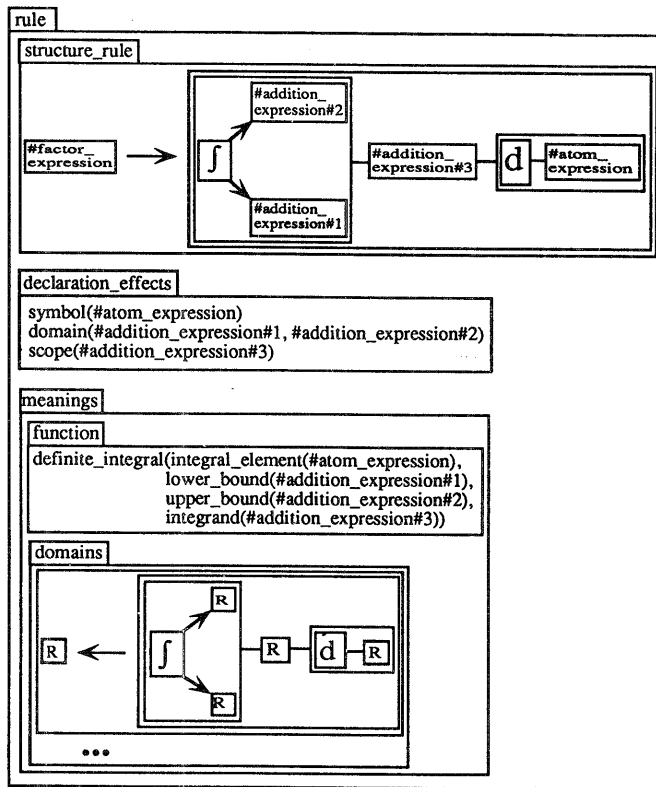 rule
structure_rule
#factor_
expression
∫
#addition_
expression#2
#addition_
expression#1
#addition_
expression#3
d
#atom_
expression
declaration_effects
symbol(#atom_expression)
domain(#addition_expression#1, #addition_expression#2)
scope(#addition_expression#3)
meanings
function
definite_integral(integral_element(#atom_expression),
lower_bound(#addition_expression#1),
upper_bound(#addition_expression#2),
integrand(#addition_expression#3))
domains
R
∫
R
R
R
d
R
•••